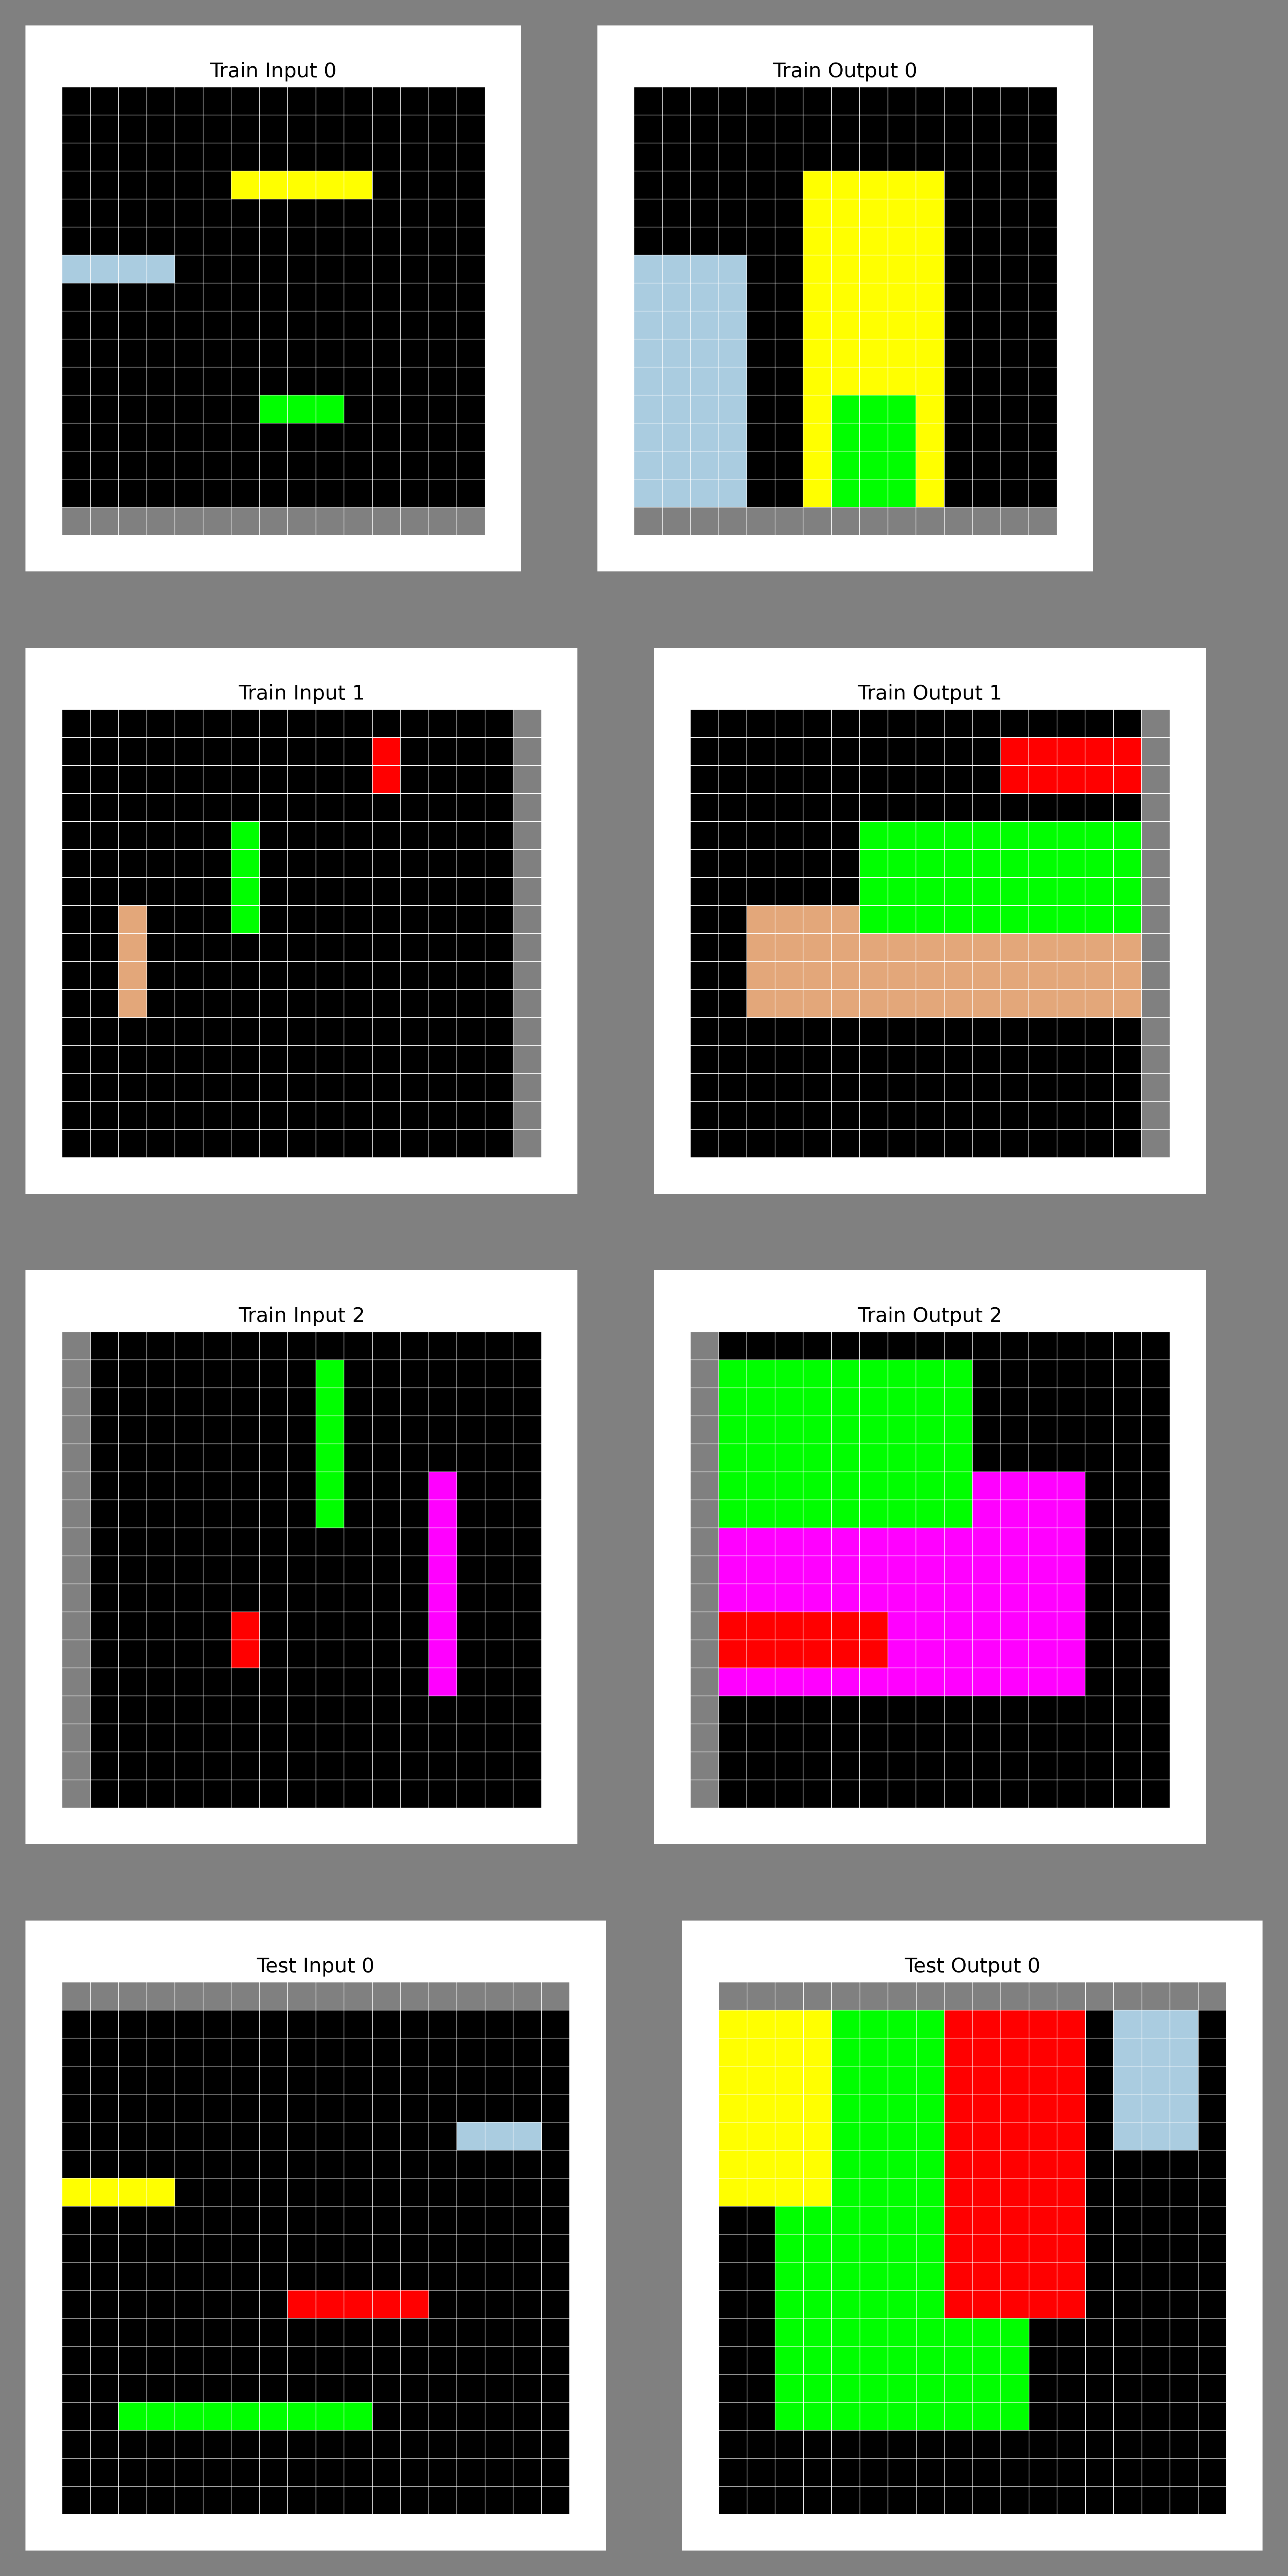 Train Input 0
Train Output 0
Train Input 1
Train Output 1
Train Input 2
Train Output 2
Test Input 0
Test Output 0